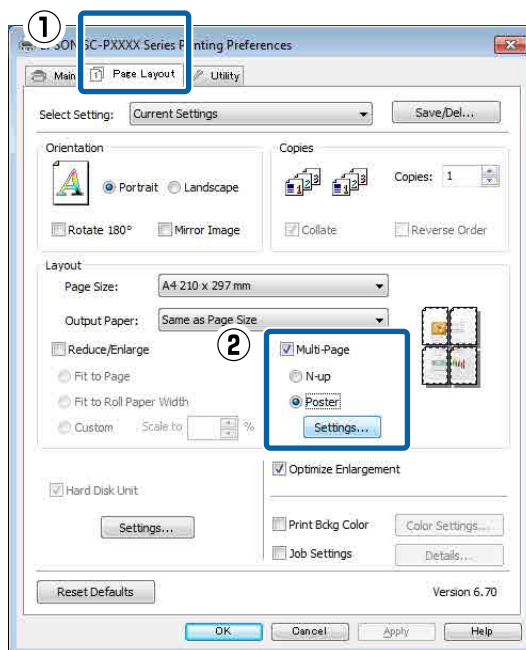 ①
EPSON SC-PXXXX Series Printing Preferences
Main Page Layout Utility
Select Setting: Current Settings Save/Del...
Orientation Copies
Portrait Landscape Copies: 1
Rotate 180° Mirror Image Collate Reverse Order
Layout
Page Size: A4 210 x 297 mm
Output Paper: Same as Page Size
②
Reduce/Enlarge Multi-Page
Fit to Page N-up
Fit to Roll Paper Width Poster
Custom Scale to % Settings...
Optimize Enlargement
Hard Disk Unit
Settings... Print Bckg Color Color Settings...
Job Settings Details...
Reset Defaults Version 6.70
OK Cancel Apply Help